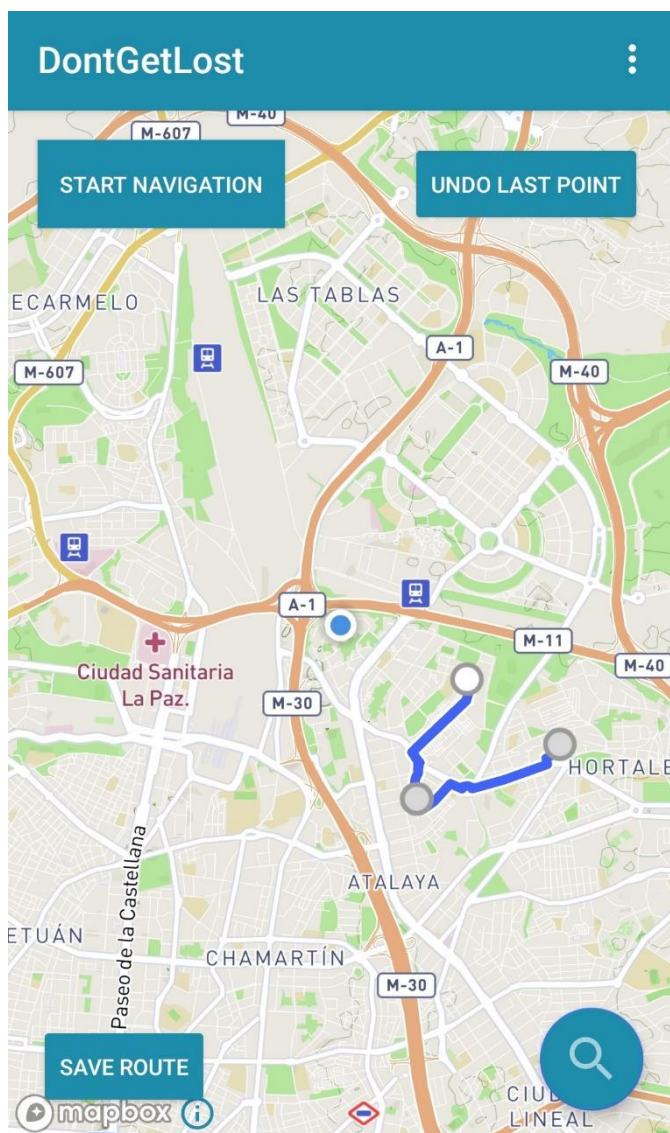 DontGetLost
M-40
M-607
START NAVIGATION
UNDO LAST POINT
ECARMELO
LAS TABLAS
A-1
M-607
M-40
A-1
M-11
Ciudad Sanitaria
La Paz.
M-40
M-30
HORTALE
ATALAYA
Paseo de la Castellana
ETUÁN
CHAMARTÍN
M-30
SAVE ROUTE
mapbox
CIU
LINEAL